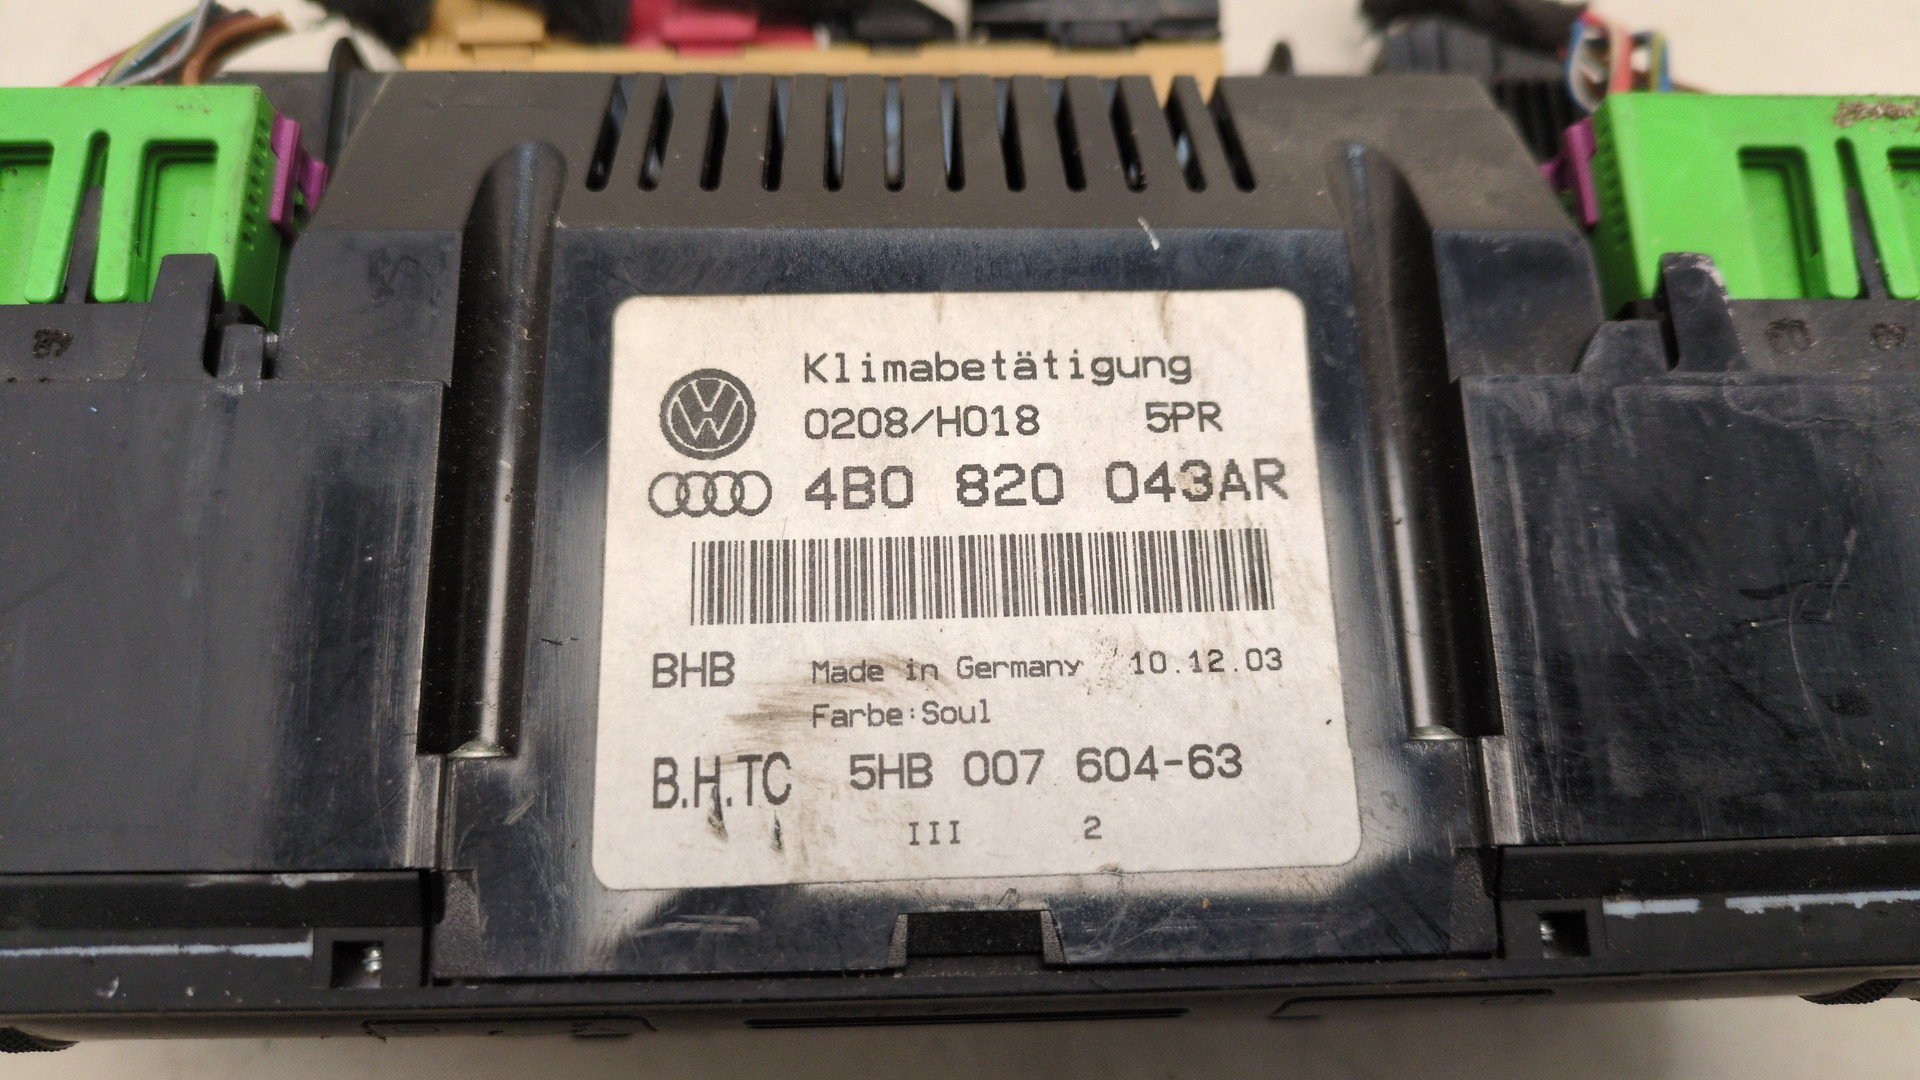 Klimabetätigung
0208/H018 5PR
4B0 820 043AR
BHB Made in Germany 10.12.03
Farbe:Soul
B.H.TC 5HB 007 604-63
III 2